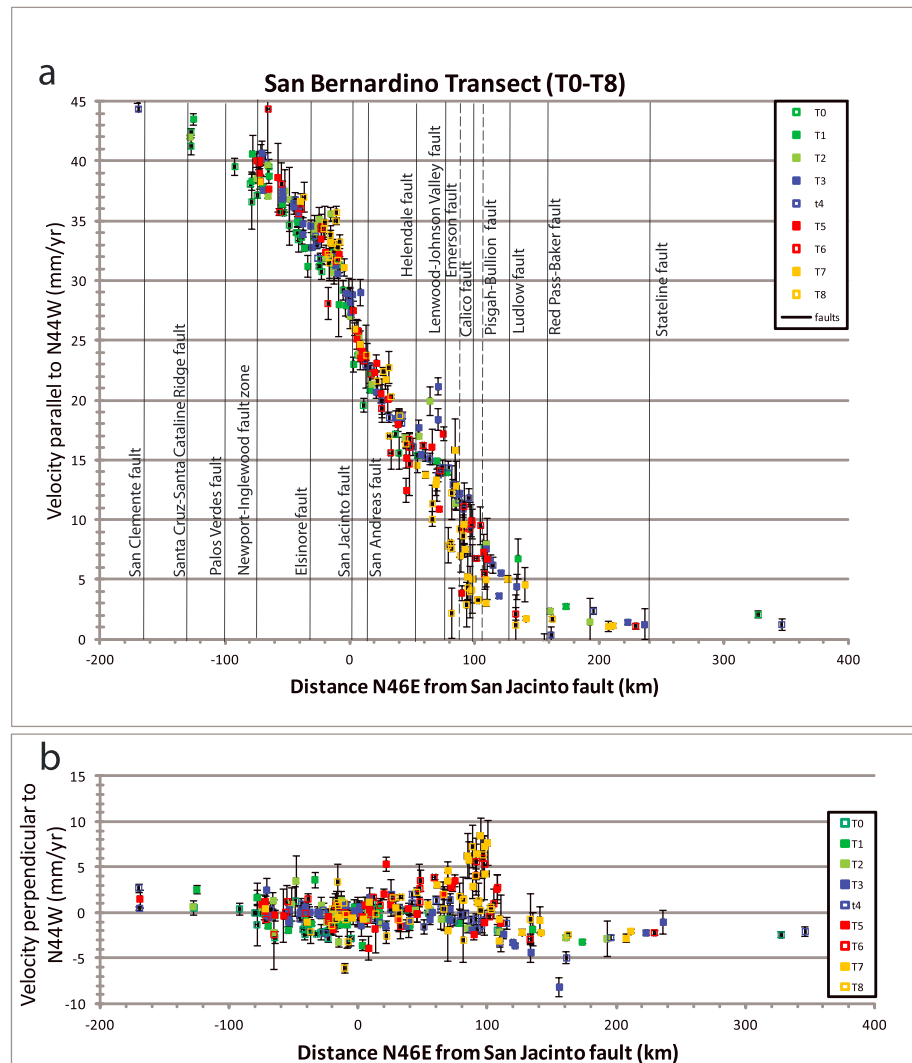 a
San Bernardino Transect (T0-T8)
Velocity parallel to N44W (mm/yr)
45
40
35
30
25
20
15
10
5
0
-200
-100
0
100
200
300
400
Distance N46E from San Jacinto fault (km)
San Clemente fault
Santa Cruz-Santa Cataline Ridge fault
Palos Verdes fault
Newport-Inglewood fault zone
Elsinore fault
San Jacinto fault
San Andreas fault
Helendale fault
Lenwood-Johnson Valley fault
Emerson fault
Calico fault
Pisgah-Bullion fault
Ludlow fault
Red Pass-Baker fault
Stateline fault
T0
T1
T2
T3
t4
T5
T6
T7
T8
faults
b
Velocity perpendicular to
N44W (mm/yr)
15
10
5
0
-5
-10
-200
-100
0
100
200
300
400
Distance N46E from San Jacinto fault (km)
T0
T1
T2
T3
t4
T5
T6
T7
T8